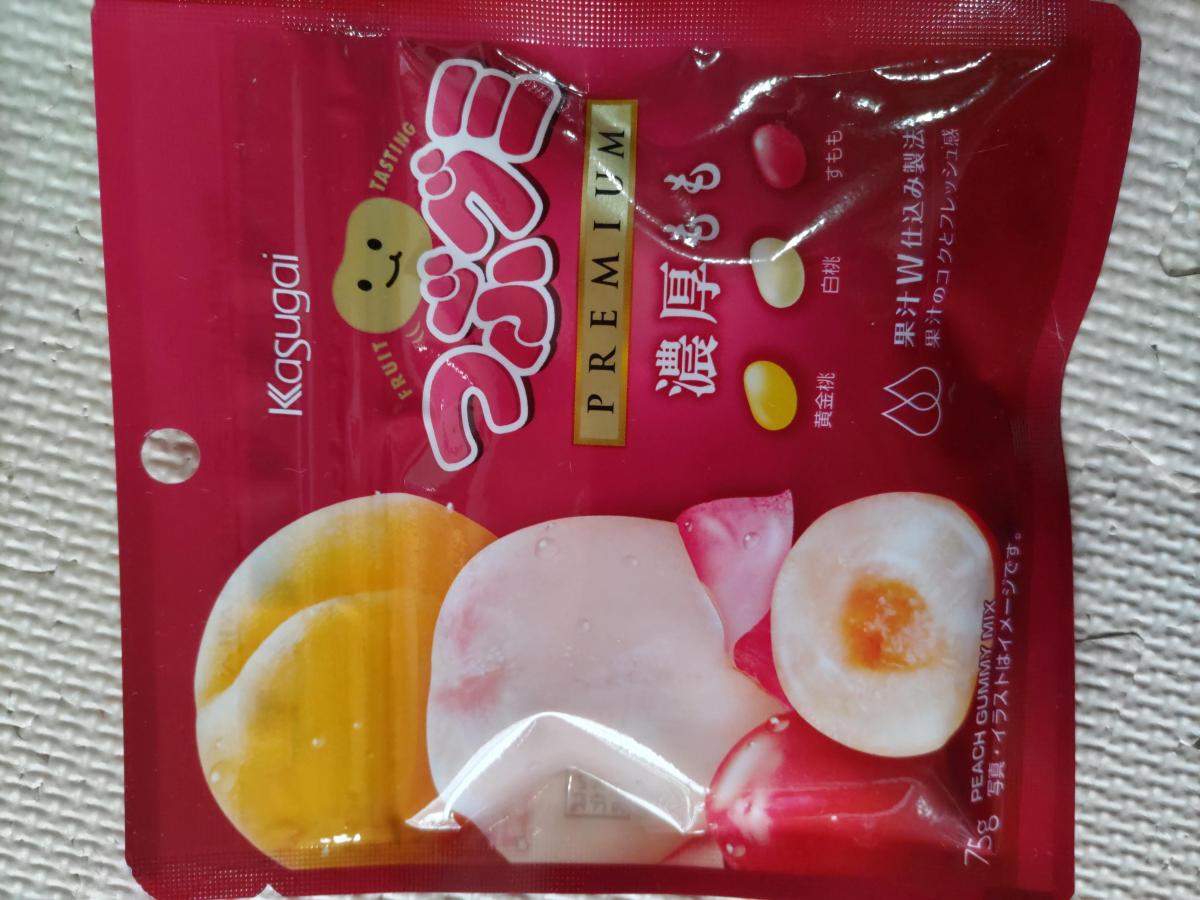 Kasugai
FRUIT TASTING
つぶグミ
PREMIUM
濃厚もも
黄金桃 白桃 すもも
果汁W仕込み製法
果汁のコクとフレッシュ感
75g PEACH GUMMY MIX
写真・イラストはイメージです。